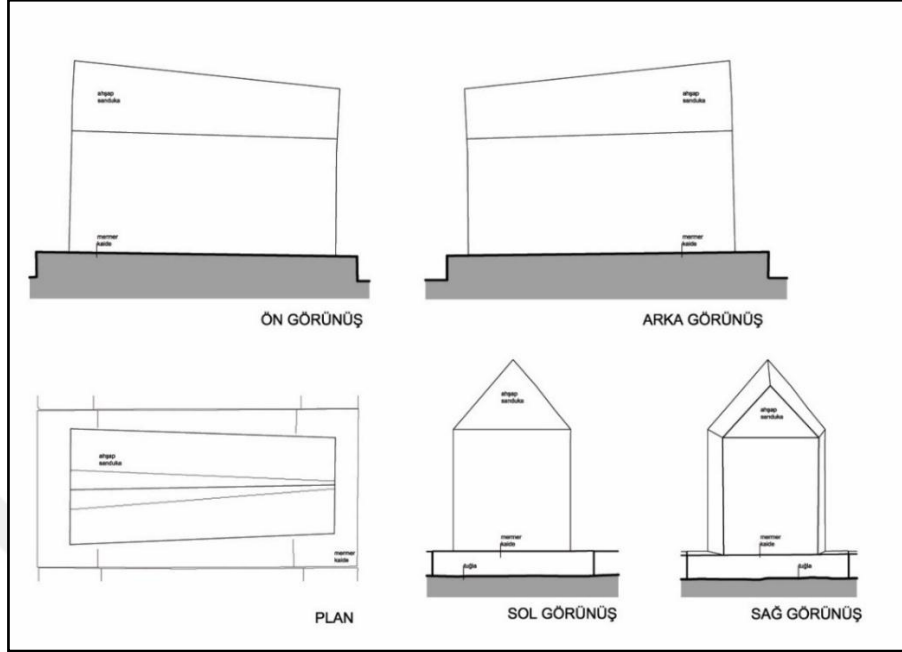 ahşap
sanduka
mermer
kaide
ÖN GÖRÜNÜŞ
ahşap
sanduka
mermer
kaide
ARKA GÖRÜNÜŞ
ahşap
sanduka
mermer
kaide
PLAN
ahşap
sanduka
mermer
kaide
tuğla
SOL GÖRÜNÜŞ
ahşap
sanduka
mermer
kaide
tuğla
SAĞ GÖRÜNÜŞ